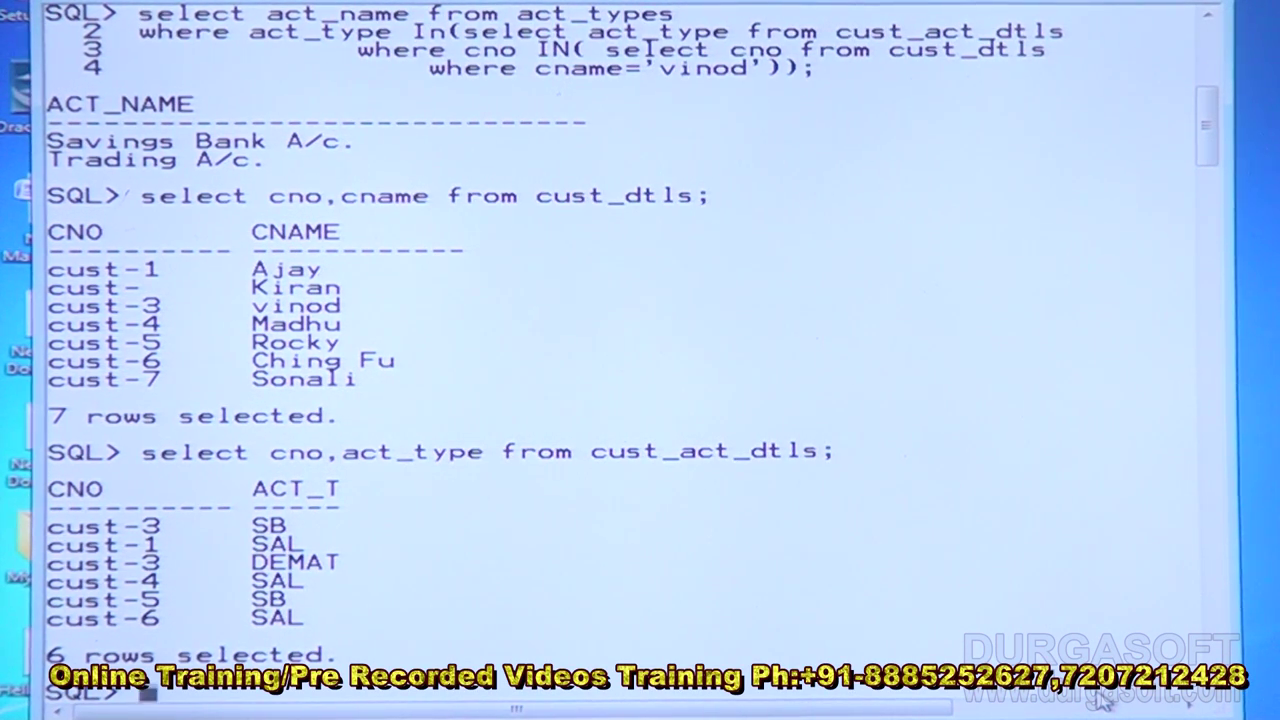 SQL> select act_name from act_types
2 where act_type In(select act_type from cust_act_dtls
3 where cno IN( select cno from cust_dtls
4 where cname='vinod'));
ACT_NAME
------------------------------
Savings Bank A/c.
Trading A/c.
SQL> select cno,cname from cust_dtls;
CNO CNAME
---------- ------------
cust-1 Ajay
cust- Kiran
cust-3 vinod
cust-4 Madhu
cust-5 Rocky
cust-6 Ching Fu
cust-7 Sonali
7 rows selected.
SQL> select cno,act_type from cust_act_dtls;
CNO ACT_T
---------- -----
cust-3 SB
cust-1 SAL
cust-3 DEMAT
cust-4 SAL
cust-5 SB
cust-6 SAL
6 rows selected.
DURGASOFT
Online Training/Pre Recorded Videos Training Ph:+91-8885252627,7207212428
SQL>
www.durgasoft.com